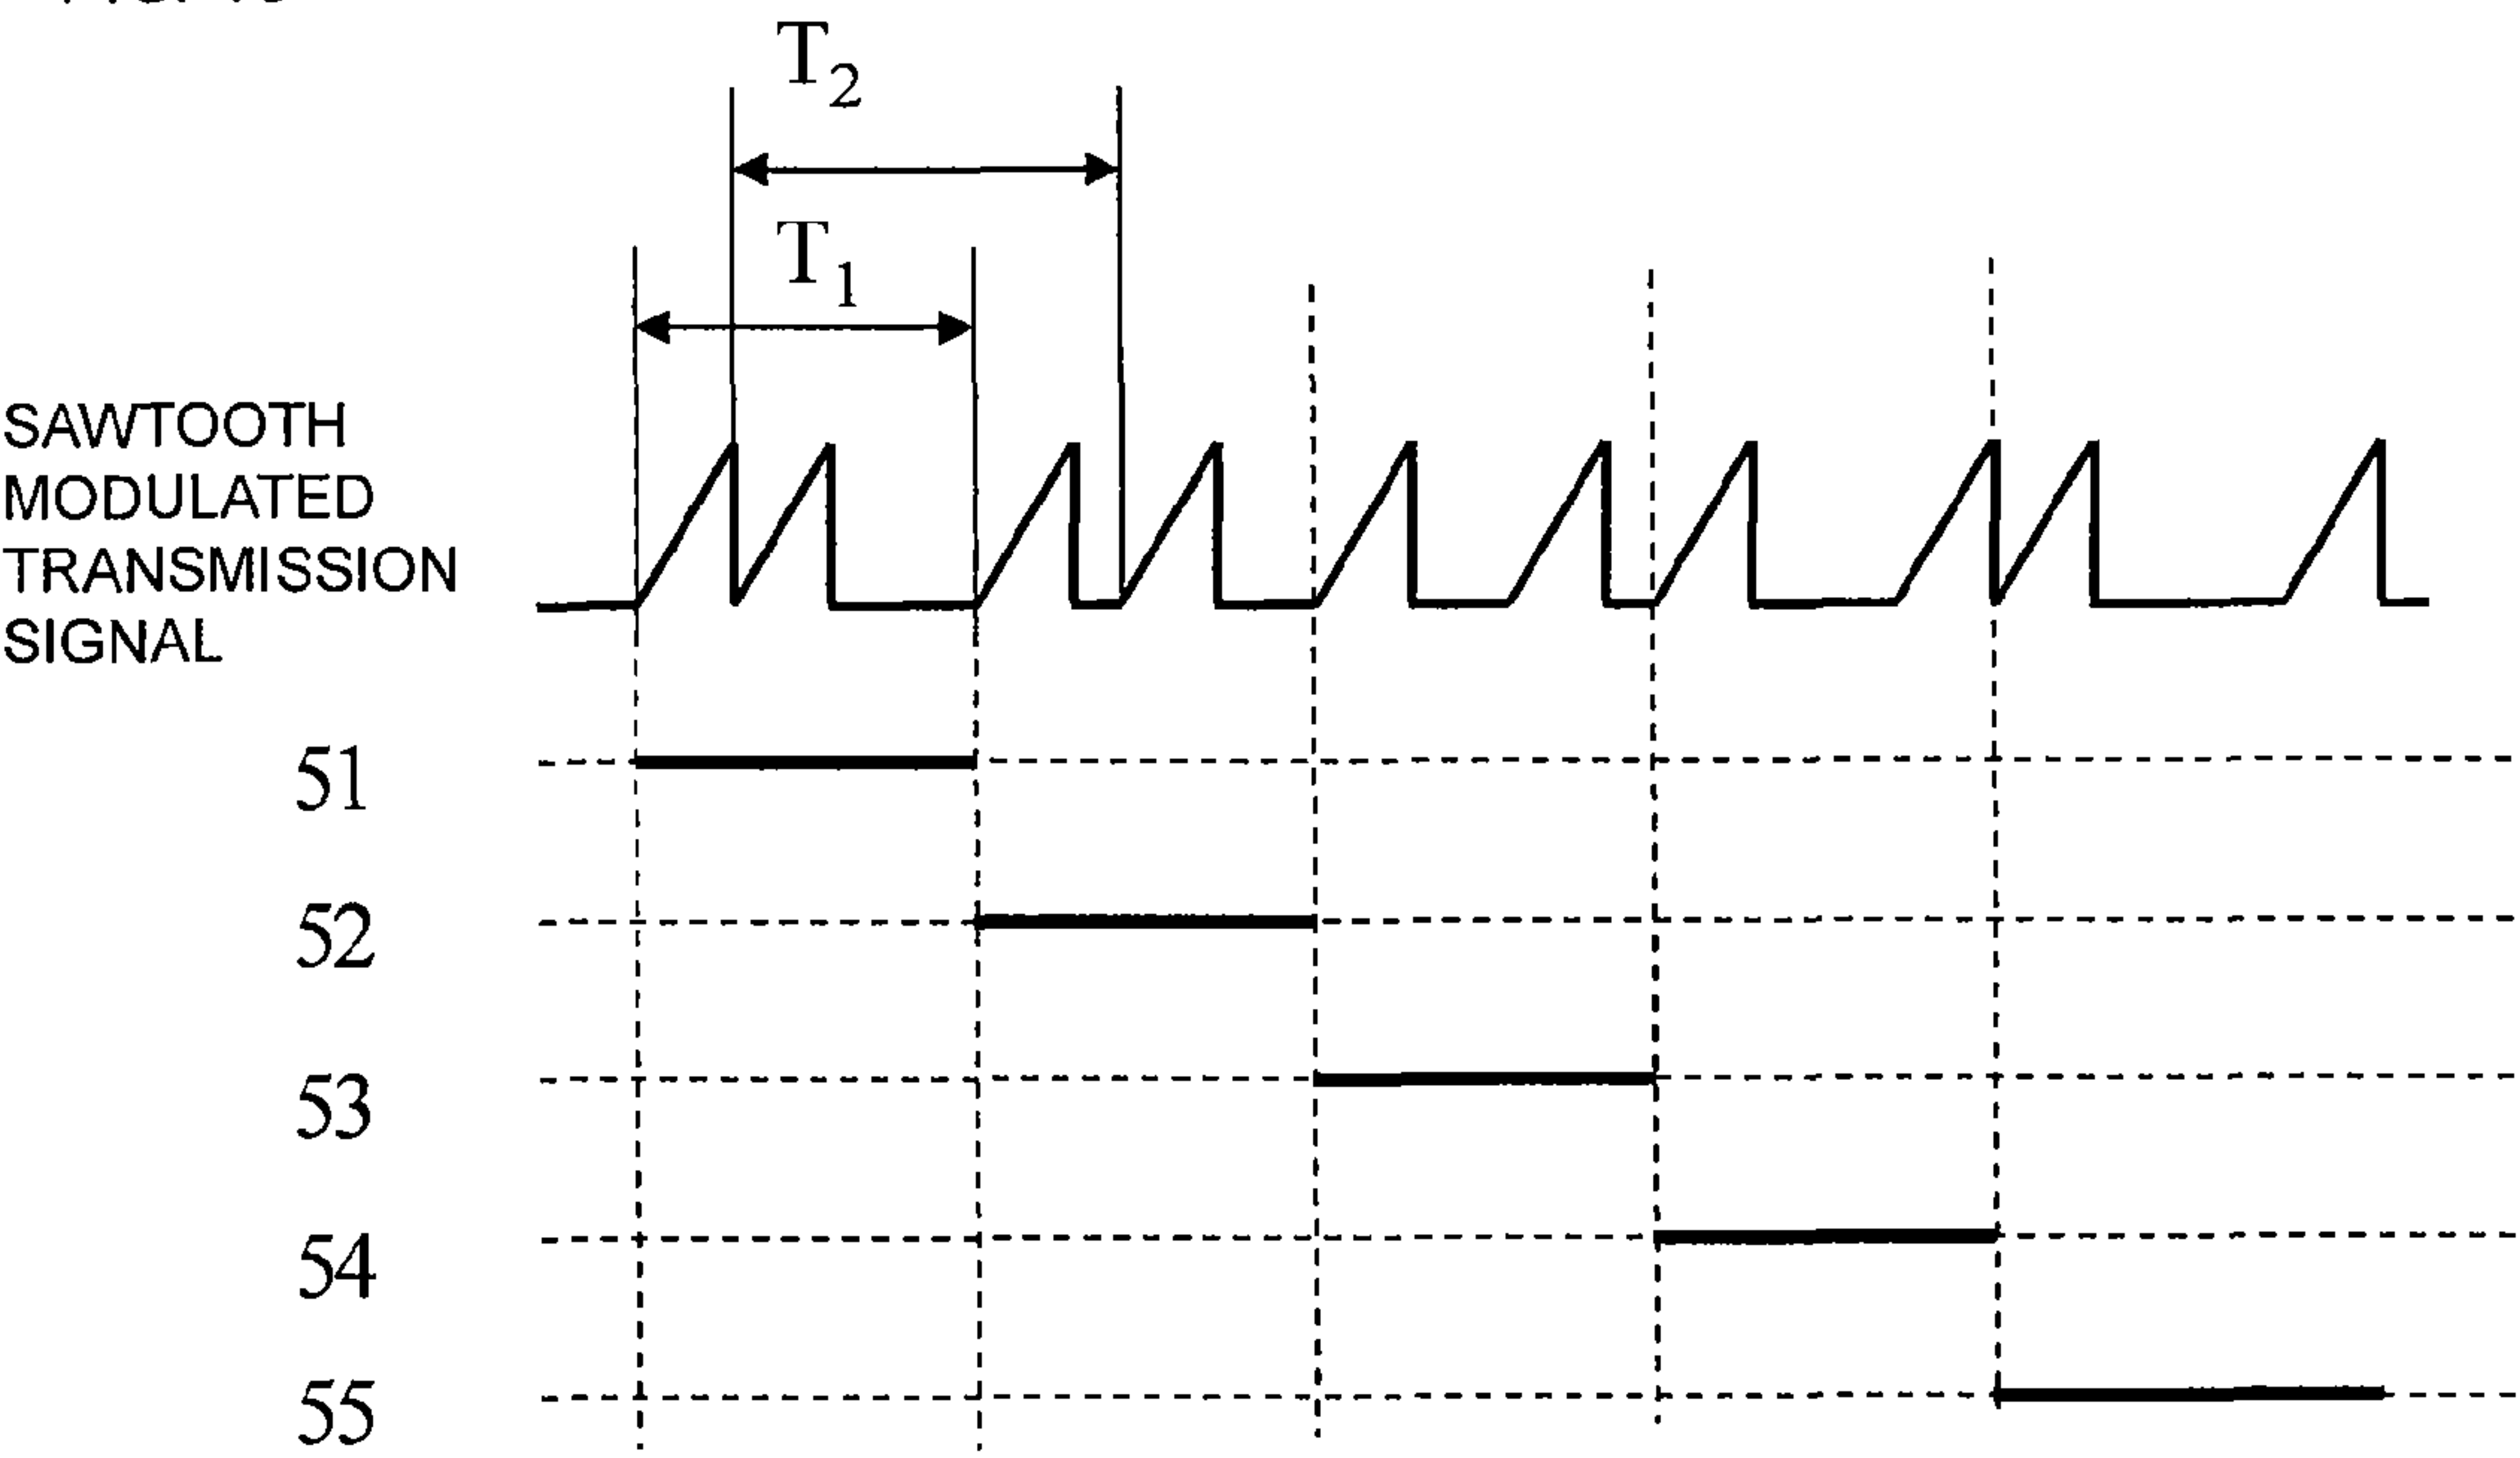 T2
T1
SAWTOOTH
MODULATED
TRANSMISSION
SIGNAL
51
52
53
54
55